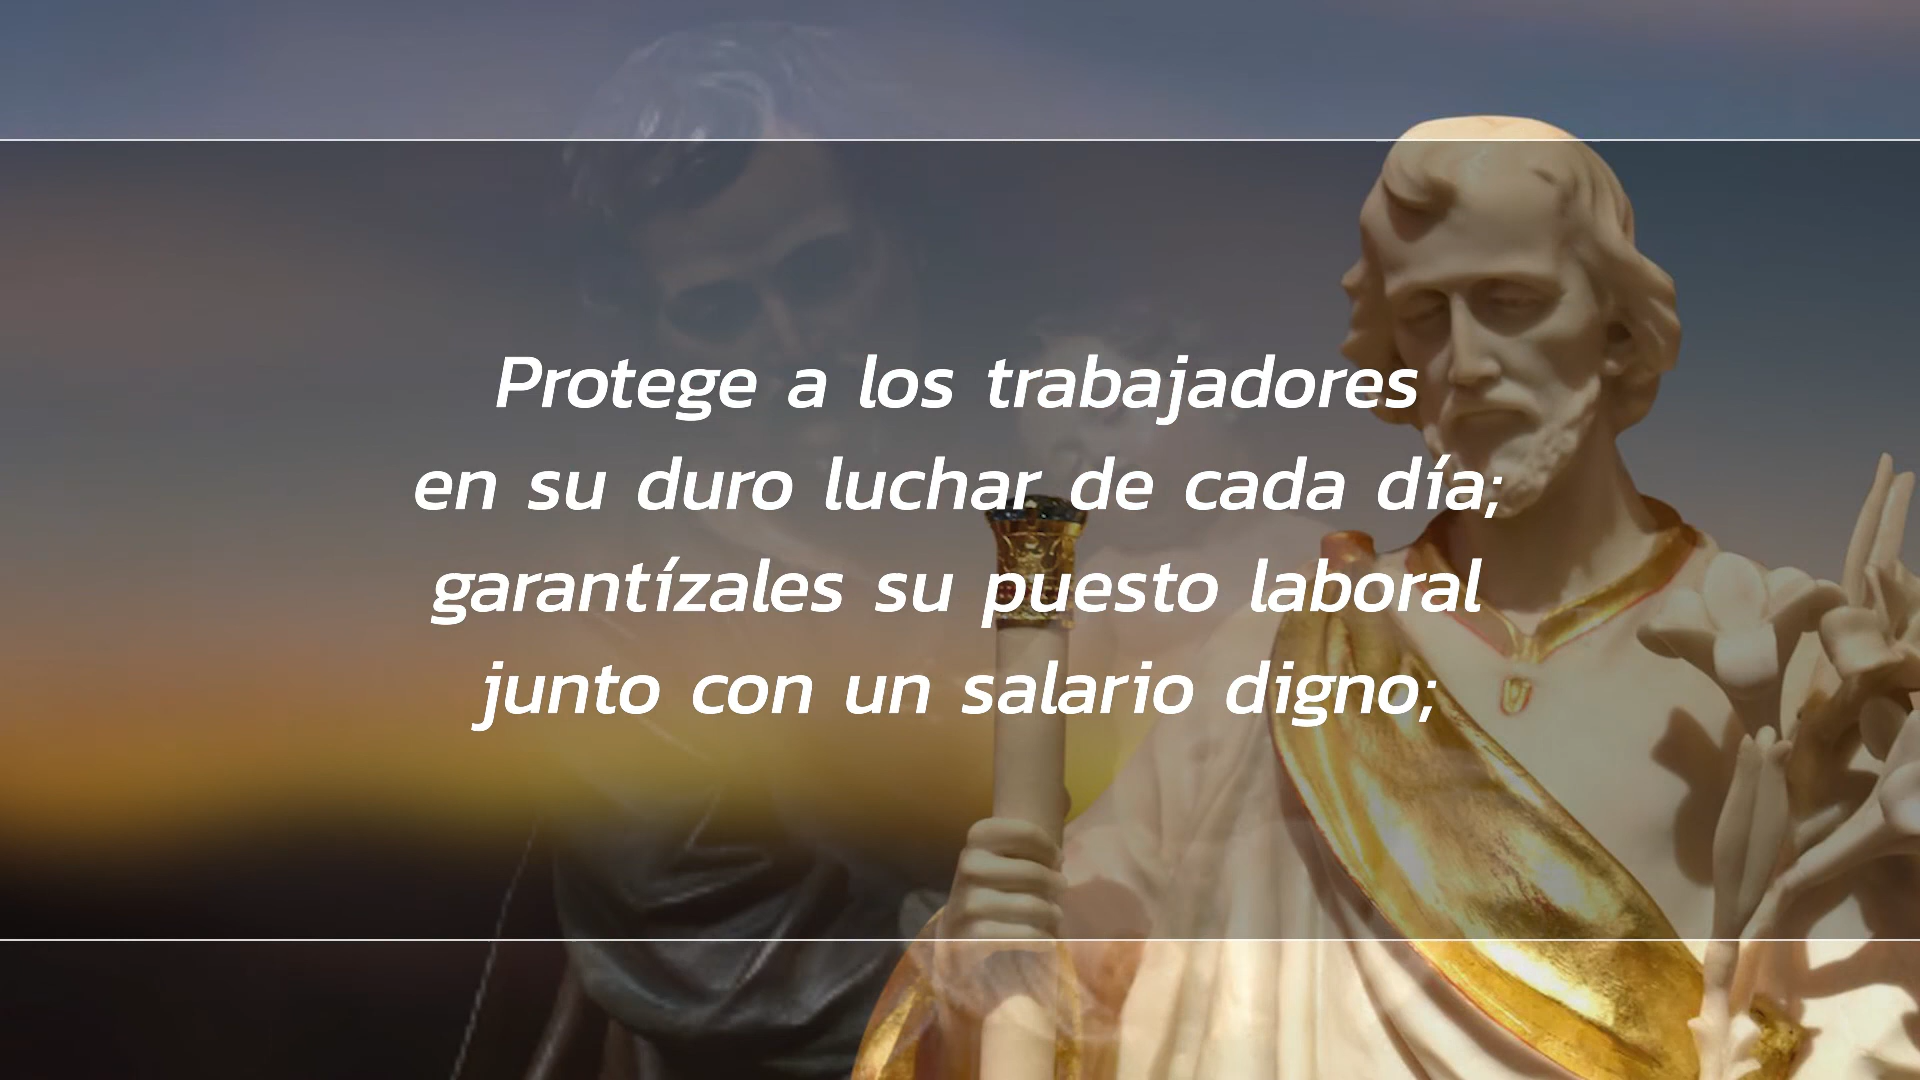 Protege a los trabajadores
en su duro luchar de cada día;
garantízales su puesto laboral
junto con un salario digno;